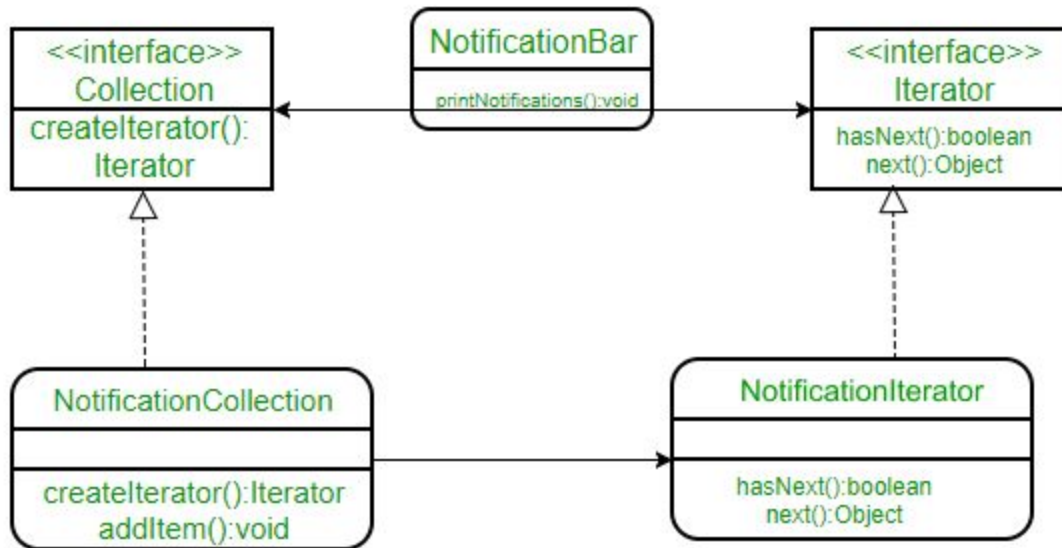 <<interface>>
Collection
createIterator():
Iterator
NotificationBar
printNotifications():void
<<interface>>
Iterator
hasNext():boolean
next():Object
NotificationCollection
createIterator():Iterator
addItem():void
NotificationIterator
hasNext():boolean
next():Object